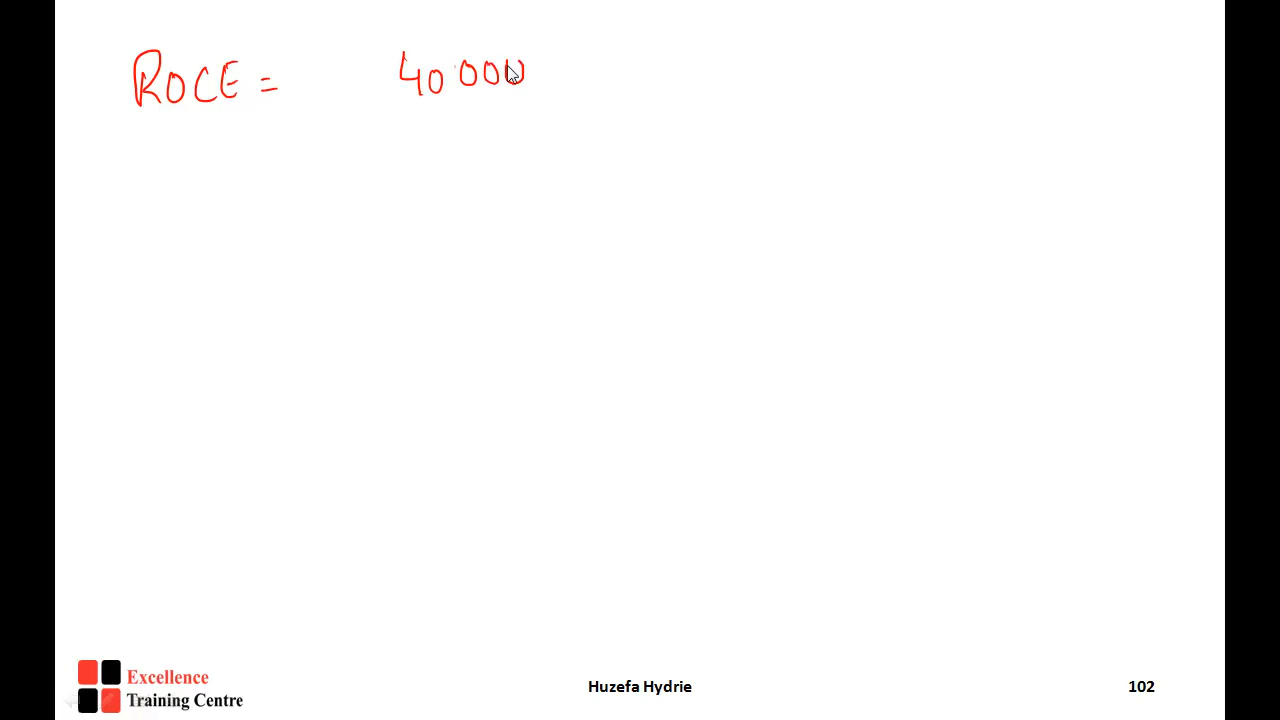 ROCE = 40 000
Excellence
Training Centre
Huzefa Hydrie
102